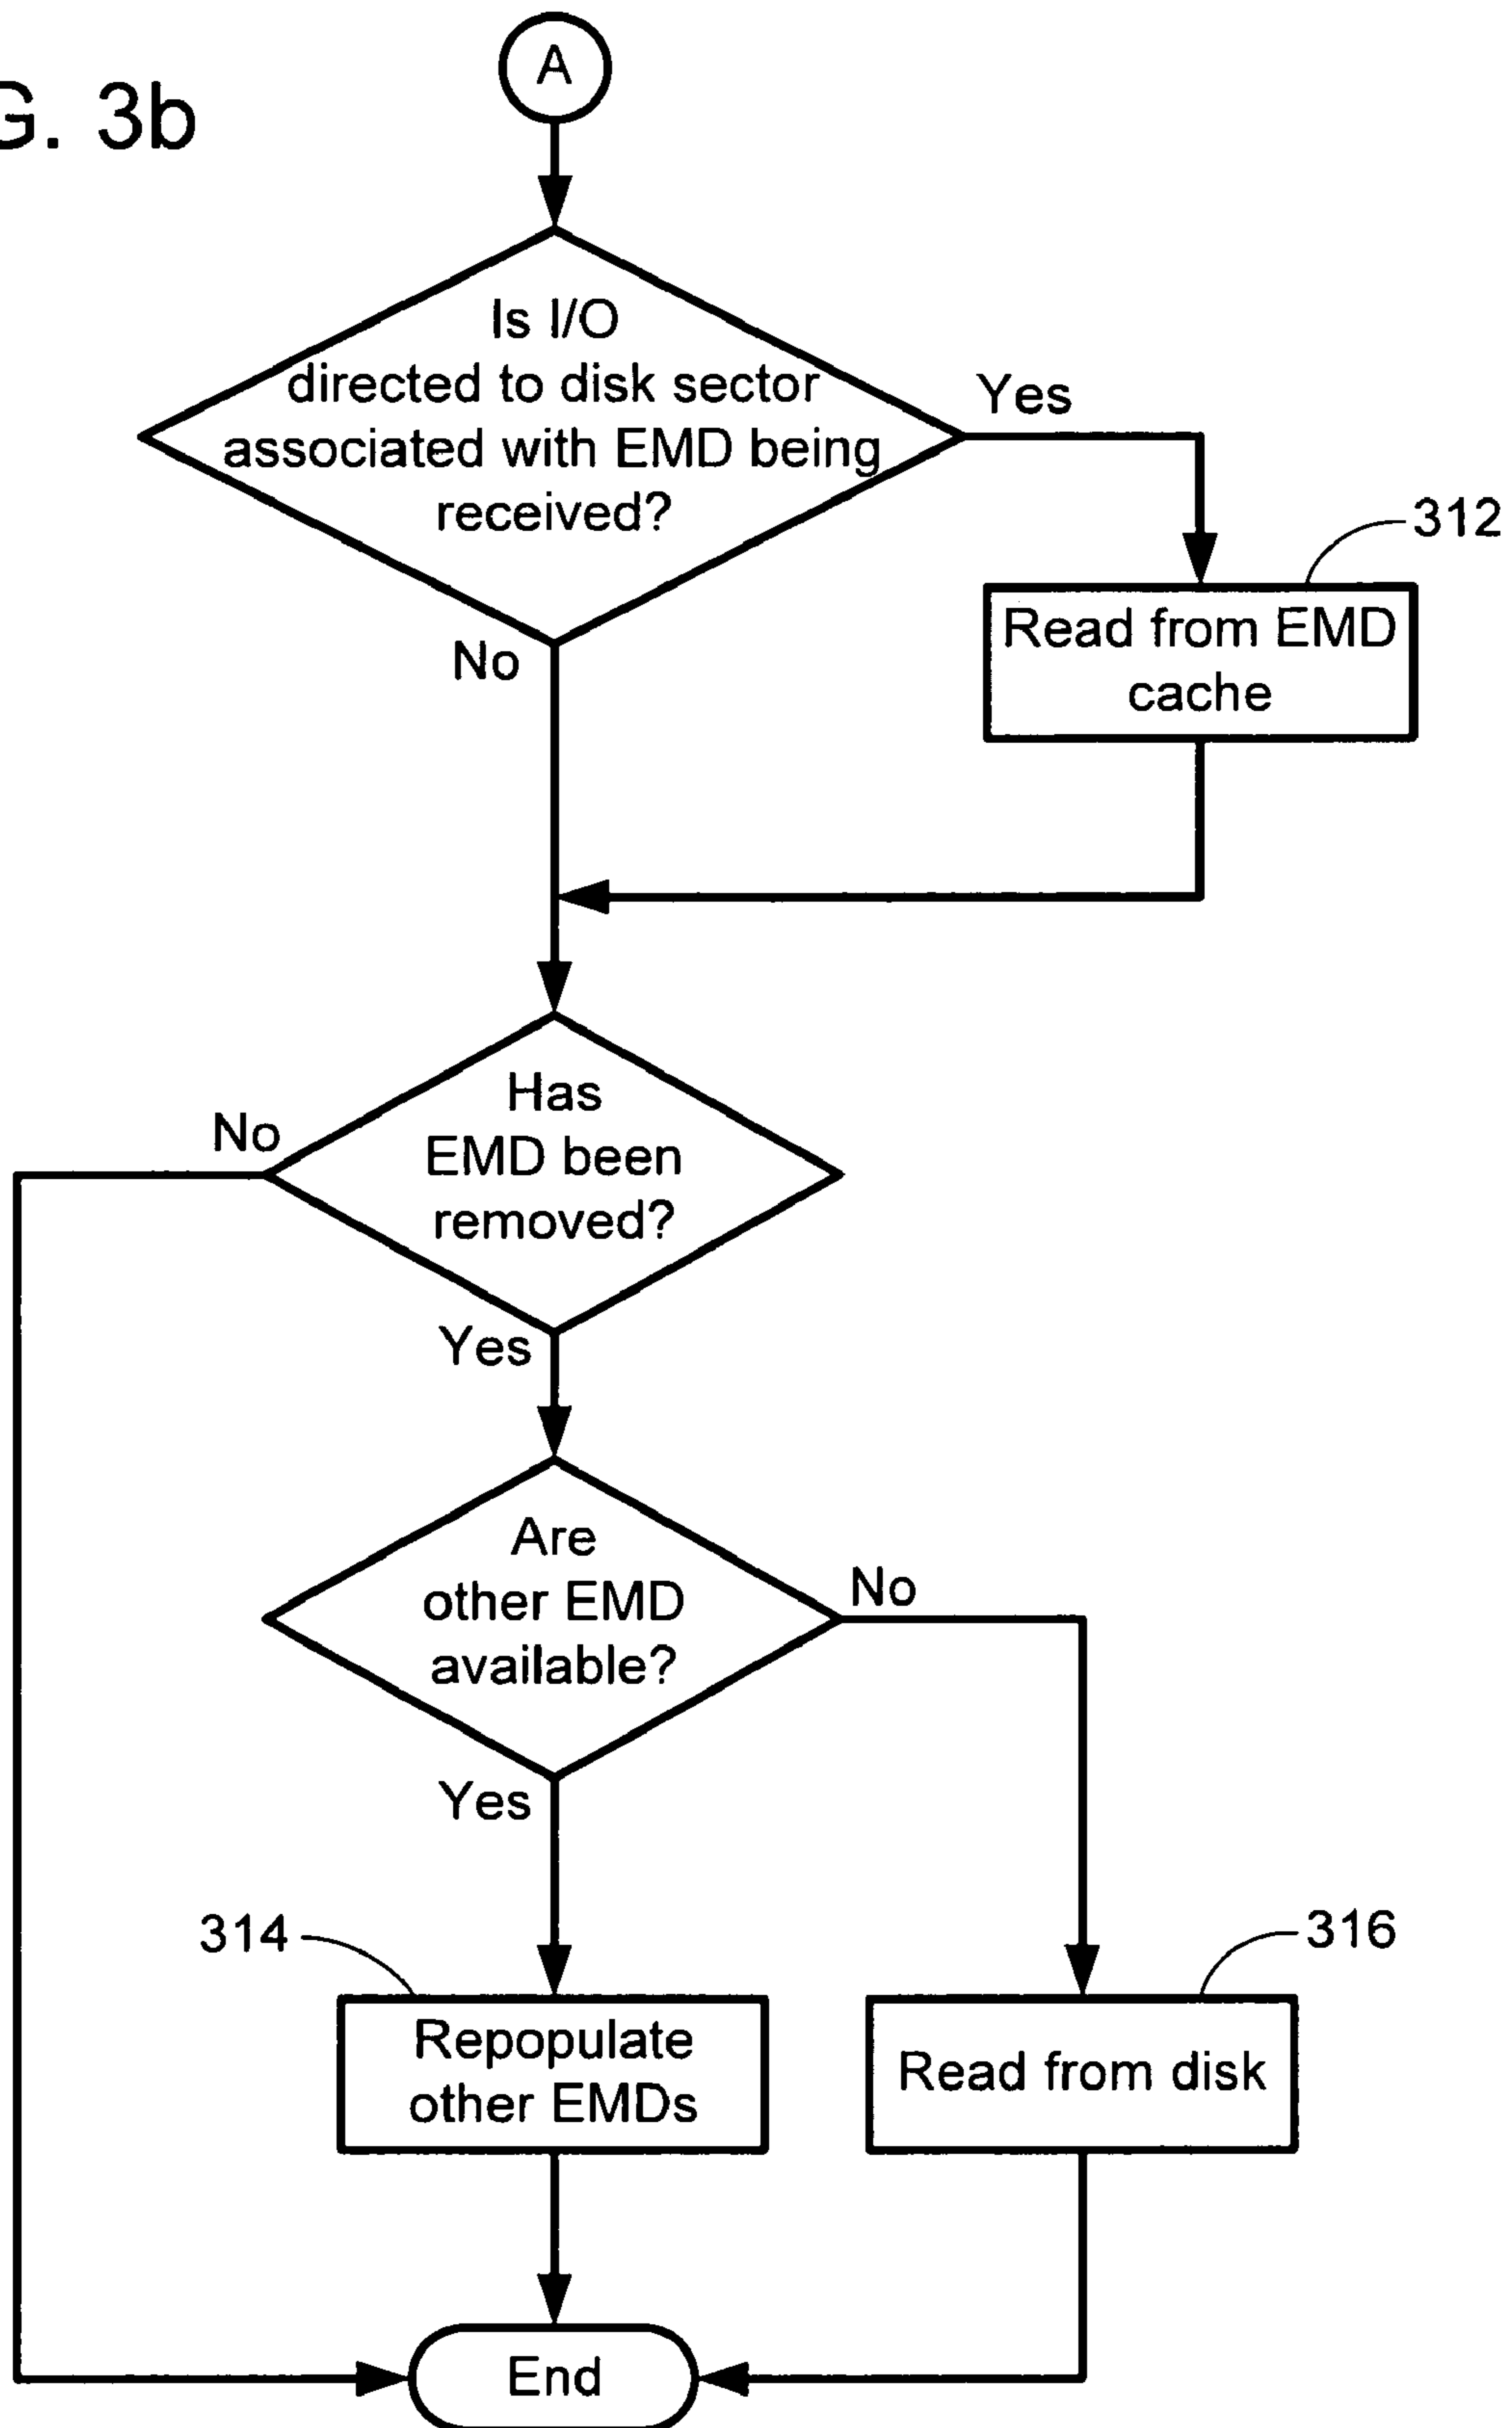 G. 3b
A
Is I/O
directed to disk sector
associated with EMD being
received?
Yes
312
Read from EMD
cache
No
Has
EMD been
removed?
No
Yes
Are
other EMD
available?
No
Yes
314
316
Repopulate
other EMDs
Read from disk
End